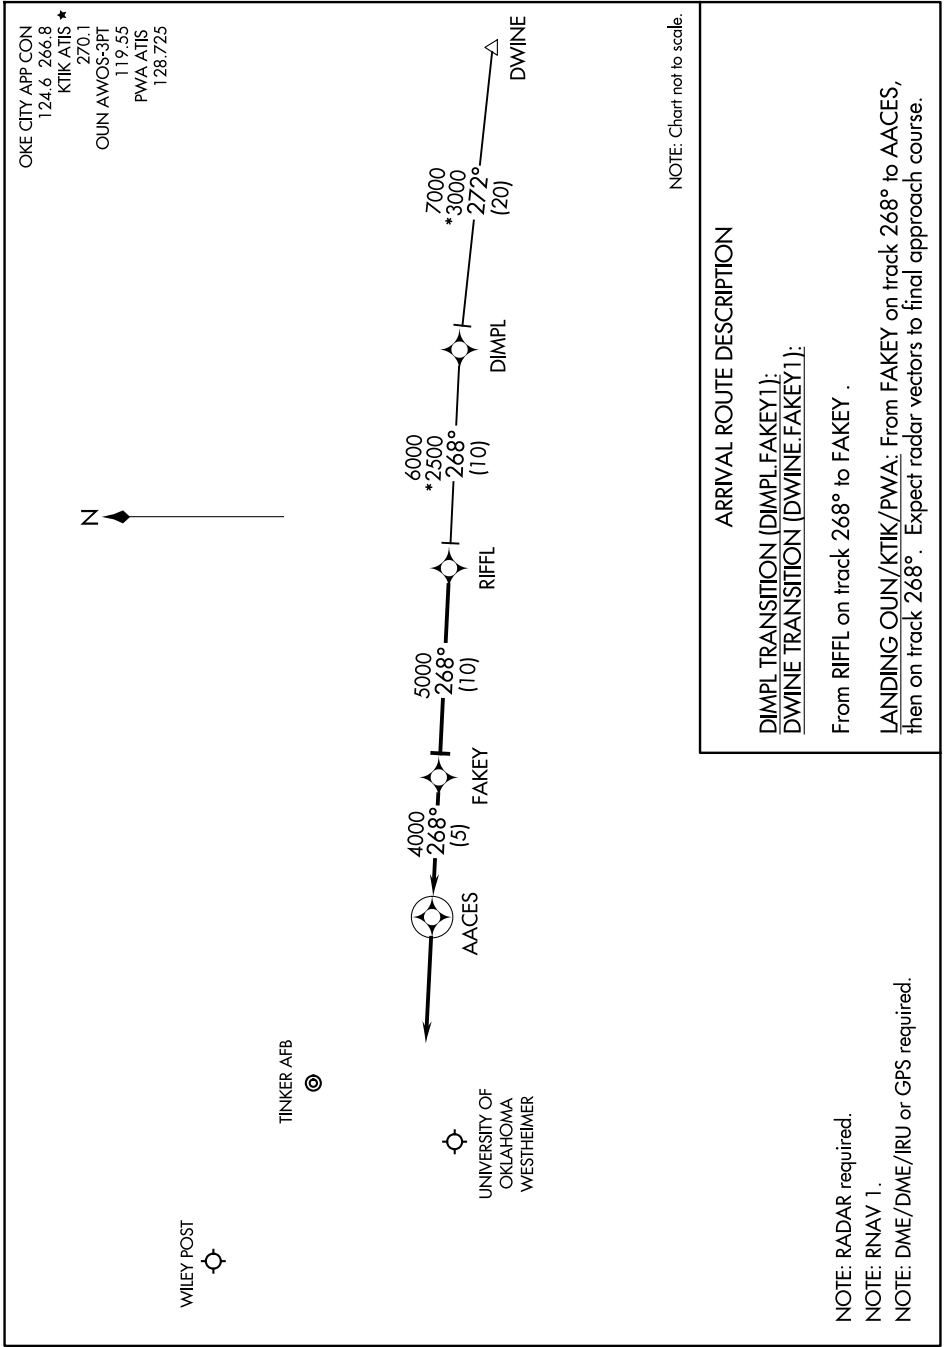 OKE CITY APP CON
124.6 266.8
KTIK ATIS ★
270.1
OUN AWOS-3PT
119.55
PWA ATIS
128.725
N
WILEY POST
TINKER AFB
UNIVERSITY OF
OKLAHOMA
WESTHEIMER
AACES
4000
268°
(5)
FAKEY
5000
268°
(10)
RIFFL
6000
*2500
268°
(10)
DIMPL
7000
*3000
272°
(20)
DWINE
NOTE: Chart not to scale.
NOTE: RADAR required.
NOTE: RNAV 1.
NOTE: DME/DME/IRU or GPS required.
ARRIVAL ROUTE DESCRIPTION
DIMPL TRANSITION (DIMPL.FAKEY1):
DWINE TRANSITION (DWINE.FAKEY1):
From RIFFL on track 268° to FAKEY .
LANDING OUN/KTIK/PWA: From FAKEY on track 268° to AACES,
then on track 268°. Expect radar vectors to final approach course.